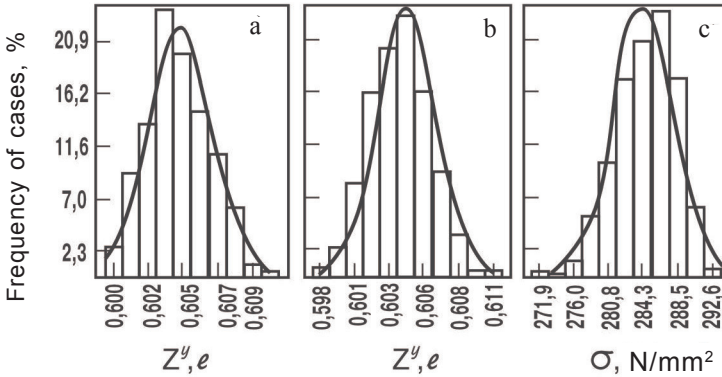 Frequency of cases, %
20,9
16,2
11,6
7,0
2,3
a
b
c
0,600 0,602 0,605 0,607 0,609
0,598 0,601 0,603 0,606 0,608 0,611
271,9 276,0 280,8 284,3 288,5 292,6
Zʸ,e
Zʸ,e
σ, N/mm²